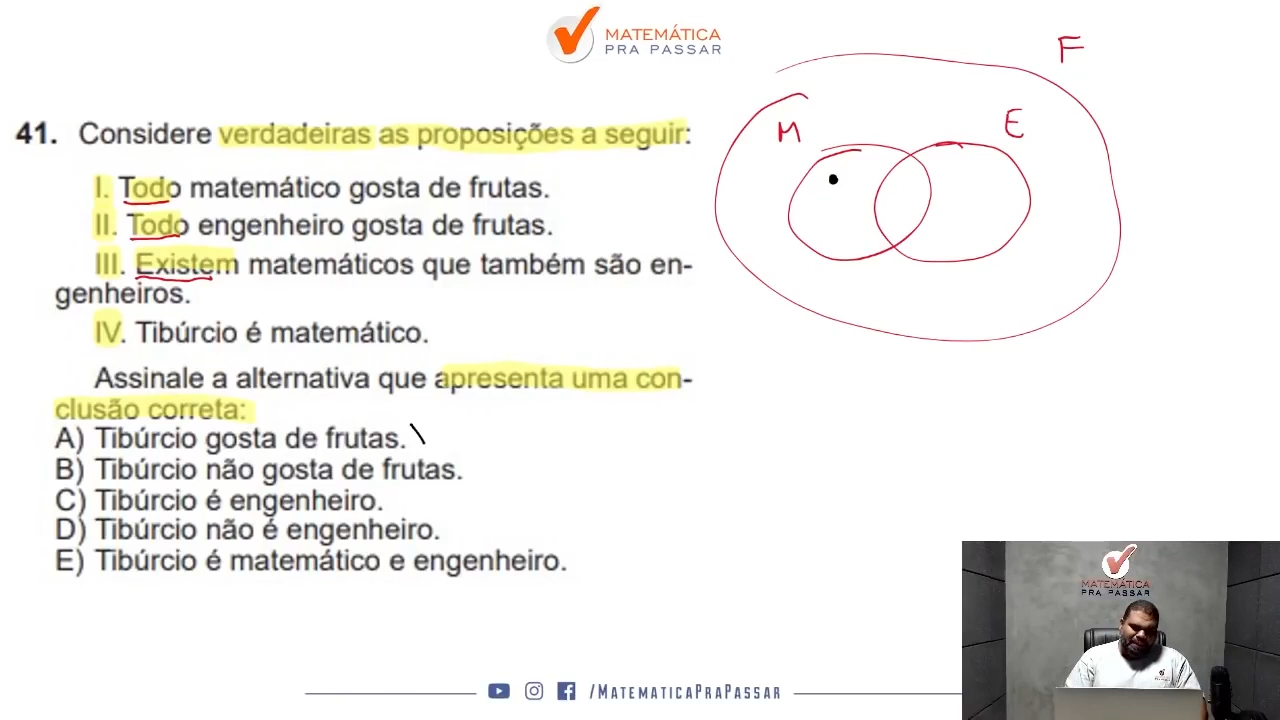 MATEMÁTICA
PRA PASSAR
F
M
E
41. Considere verdadeiras as proposições a seguir:
I. Todo matemático gosta de frutas.
II. Todo engenheiro gosta de frutas.
III. Existem matemáticos que também são en-
genheiros.
IV. Tibúrcio é matemático.
Assinale a alternativa que apresenta uma con-
clusão correta:
A) Tibúrcio gosta de frutas.
B) Tibúrcio não gosta de frutas.
C) Tibúrcio é engenheiro.
D) Tibúrcio não é engenheiro.
E) Tibúrcio é matemático e engenheiro.
MATEMÁTICA
PRA PASSAR
/MATEMATICAPRAPASSAR